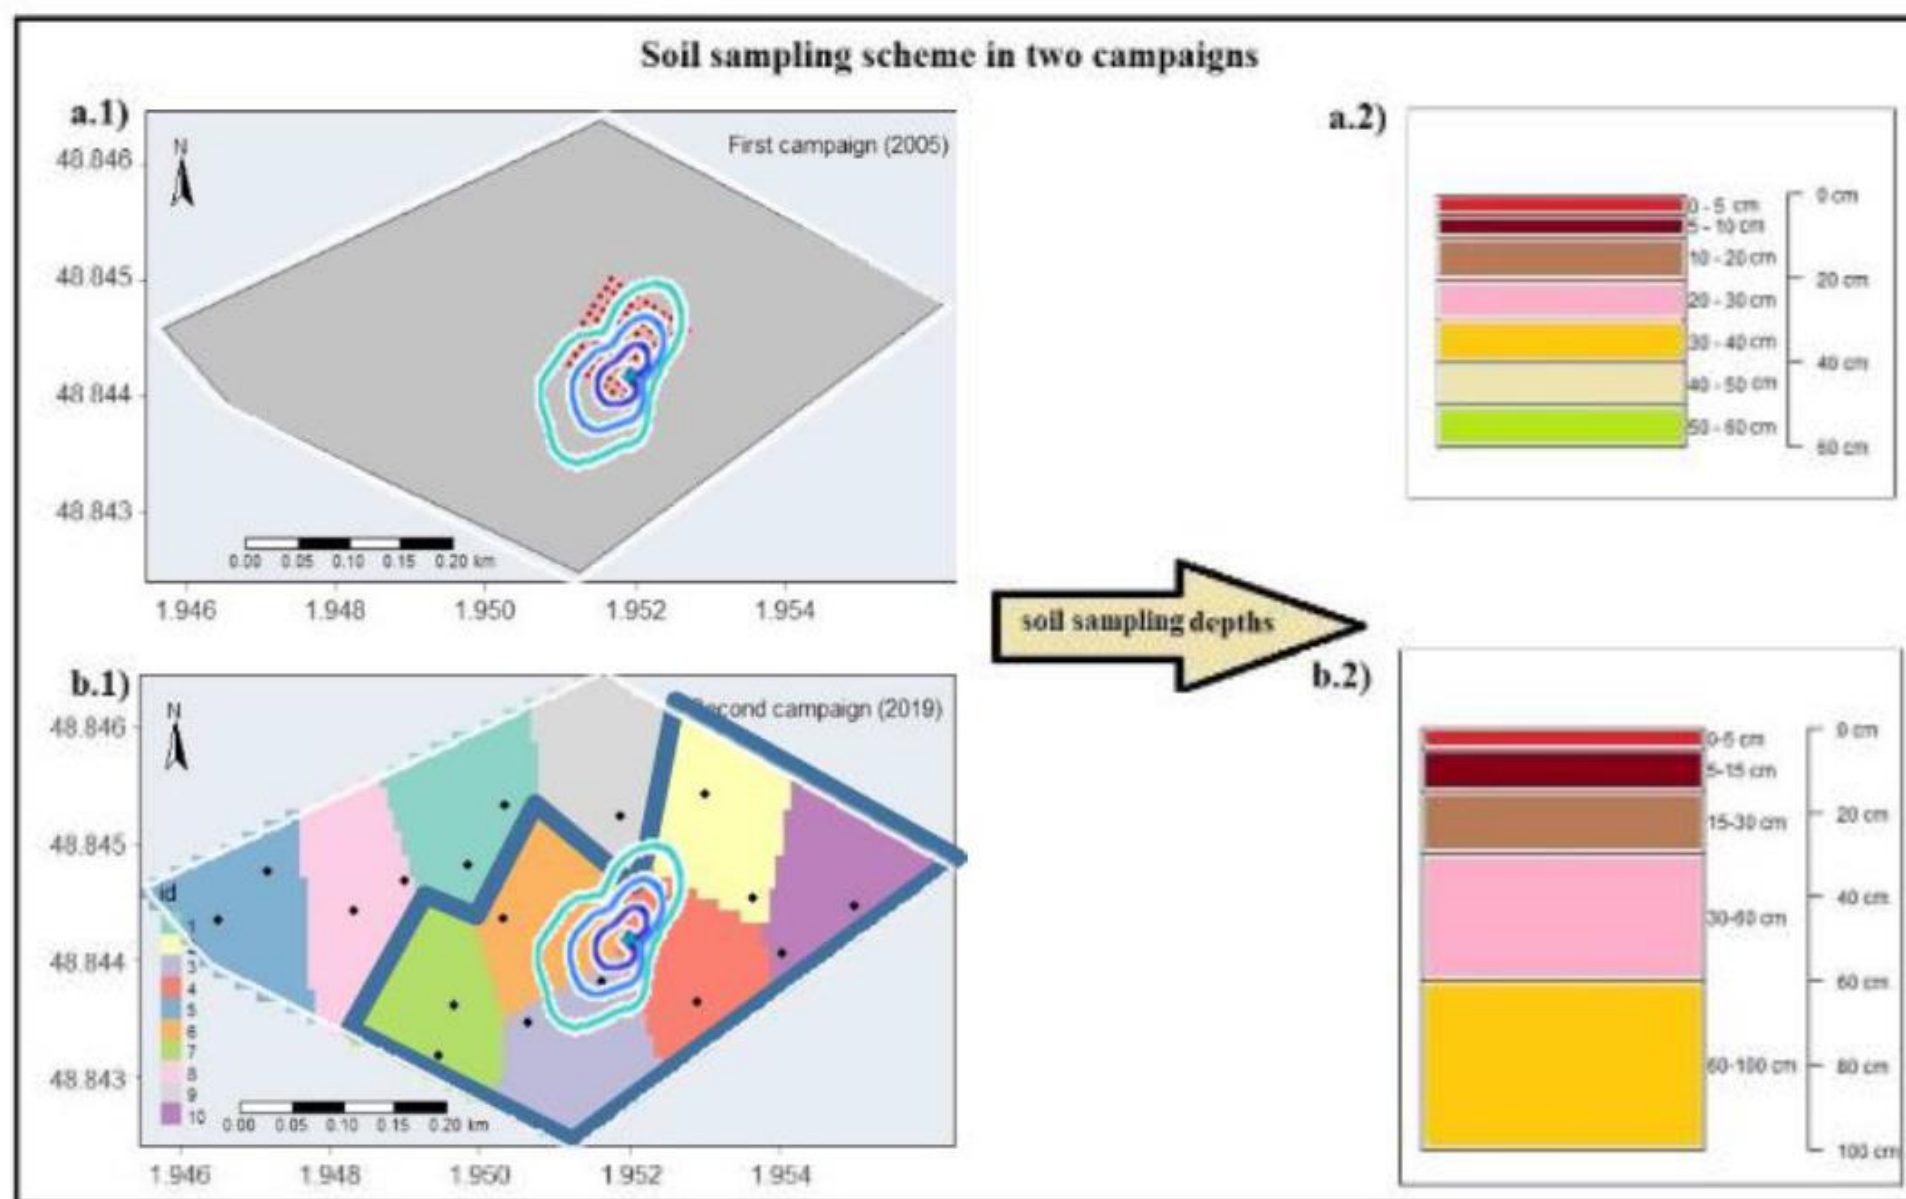 Soil sampling scheme in two campaigns
a.1)
N
First campaign (2005)
48.846
48.845
48.844
48.843
0.00 0.05 0.10 0.15 0.20 km
1.946 1.948 1.950 1.952 1.954
a.2)
0 - 5 cm
5 - 10 cm
10 - 20 cm
20 - 30 cm
30 - 40 cm
40 - 50 cm
50 - 60 cm
0 cm
20 cm
40 cm
60 cm
soil sampling depths
b.1)
N
econd campaign (2019)
48.846
48.845
48.844
48.843
id
1
3
4
5
6
7
8
9
10
0.00 0.05 0.10 0.15 0.20 km
1.946 1.948 1.950 1.952 1.954
b.2)
0-5 cm
5-15 cm
15-30 cm
30-60 cm
60-100 cm
0 cm
20 cm
40 cm
60 cm
80 cm
100 cm